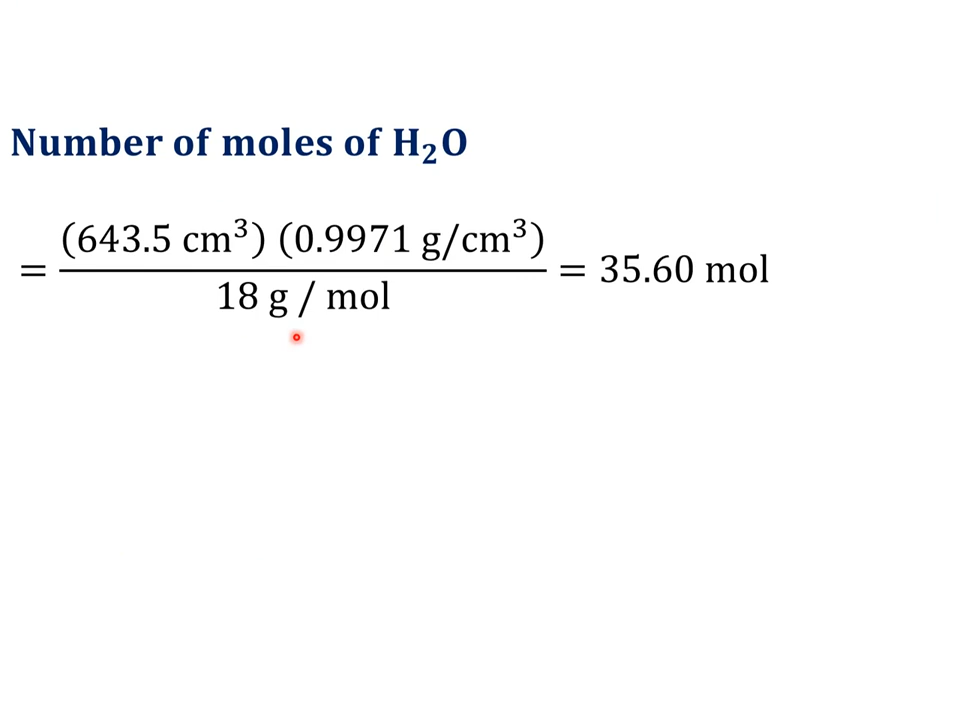 Number of moles of H₂O
= (643.5 cm³) (0.9971 g/cm³) / 18 g / mol = 35.60 mol